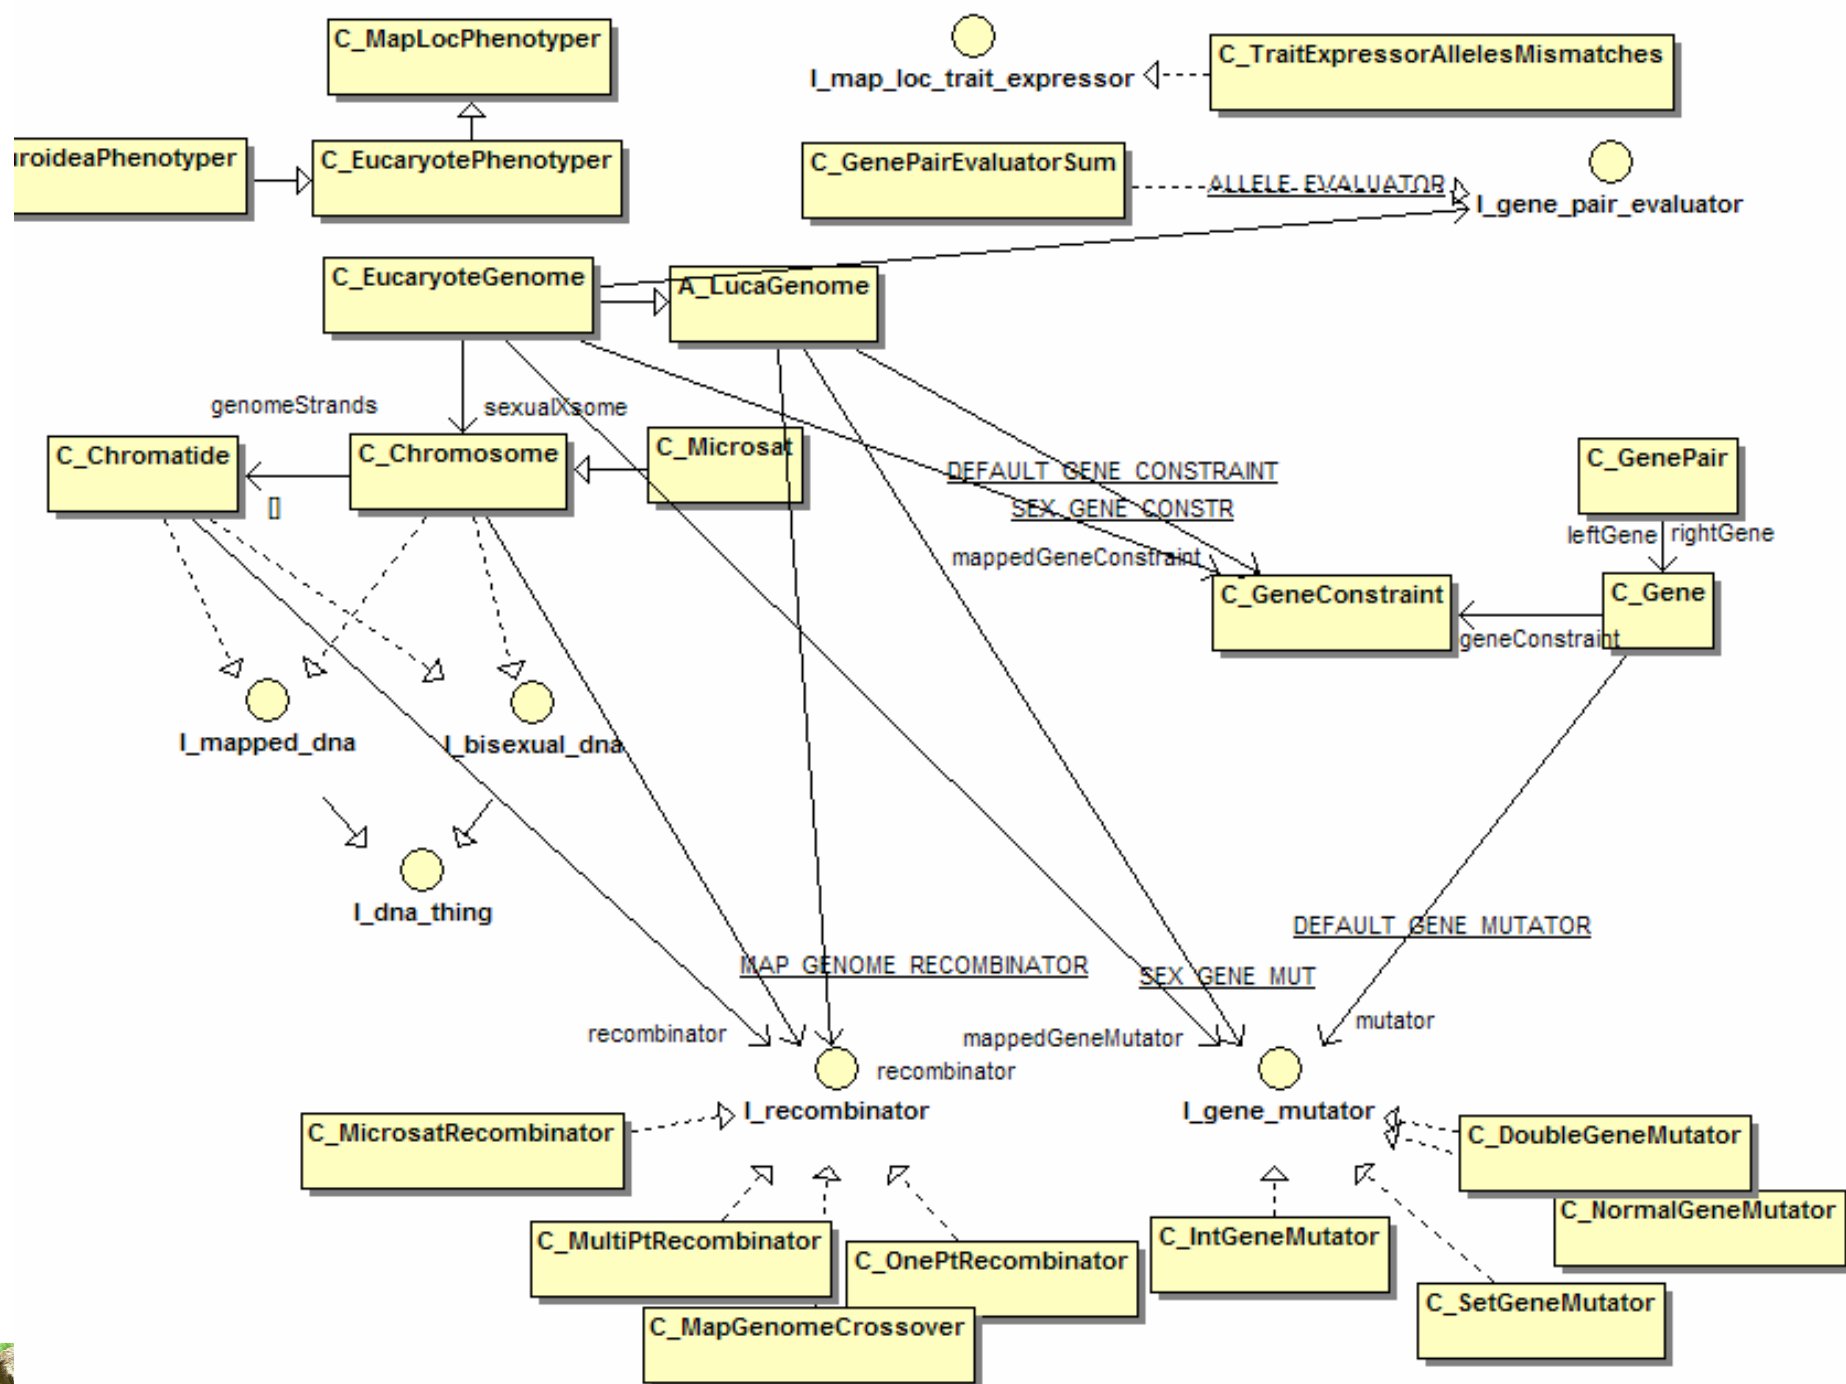 C_MapLocPhenotyper
I_map_loc_trait_expressor
C_TraitExpressorAllelesMismatches
C_EucaryotePhenotyper
C_GenePairEvaluatorSum
ALLELE_EVALUATOR
I_gene_pair_evaluator
C_EucaryoteGenome
A_LucaGenome
genomeStrands
sexualXsome
C_Chromatide
C_Chromosome
C_Microsat
[]
DEFAULT_GENE_CONSTRAINT
SEX_GENE_CONSTR
mappedGeneConstraint
C_GenePair
leftGene
rightGene
C_GeneConstraint
C_Gene
geneConstraint
I_mapped_dna
I_bisexual_dna
I_dna_thing
DEFAULT_GENE_MUTATOR
MAP_GENOME_RECOMBINATOR
SEX_GENE_MUT
recombinator
mappedGeneMutator
mutator
recombinator
I_recombinator
I_gene_mutator
C_MicrosatRecombinator
C_DoubleGeneMutator
C_NormalGeneMutator
C_MultiPtRecombinator
C_OnePtRecombinator
C_IntGeneMutator
C_SetGeneMutator
C_MapGenomeCrossover